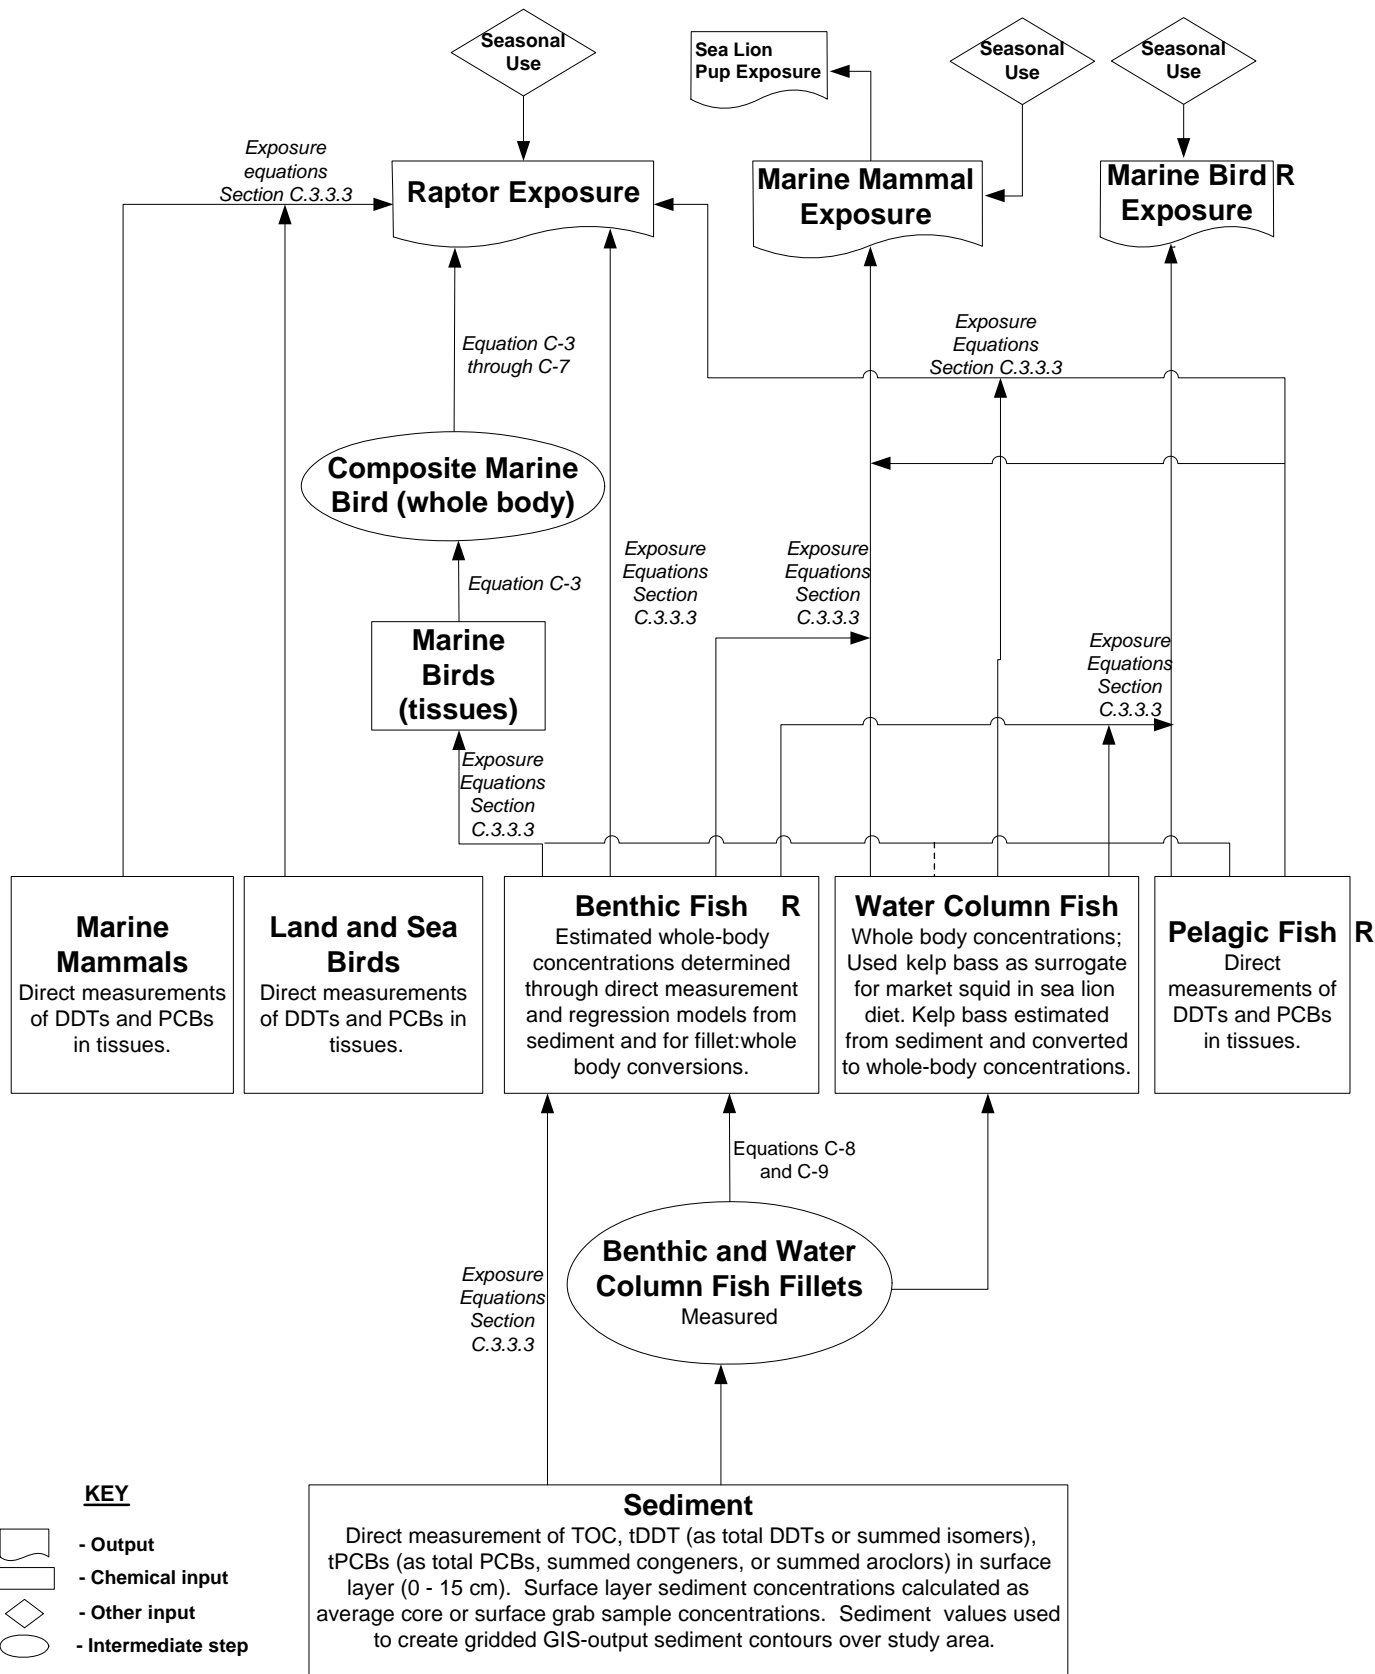 Seasonal
Use
Sea Lion
Pup Exposure
Seasonal
Use
Seasonal
Use
Exposure
equations
Section C.3.3.3
Raptor Exposure
Marine Mammal
Exposure
Marine Bird R
Exposure
Equation C-3
through C-7
Exposure
Equations
Section C.3.3.3
Composite Marine
Bird (whole body)
Equation C-3
Exposure
Equations
Section
C.3.3.3
Exposure
Equations
Section
C.3.3.3
Marine
Birds
(tissues)
Exposure
Equations
Section
C.3.3.3
Exposure
Equations
Section
C.3.3.3
Marine
Mammals
Direct measurements
of DDTs and PCBs
in tissues.
Land and Sea
Birds
Direct measurements
of DDTs and PCBs in
tissues.
Benthic Fish R
Estimated whole-body
concentrations determined
through direct measurement
and regression models from
sediment and for fillet:whole
body conversions.
Water Column Fish
Whole body concentrations;
Used kelp bass as surrogate
for market squid in sea lion
diet. Kelp bass estimated
from sediment and converted
to whole-body concentrations.
Pelagic Fish R
Direct
measurements of
DDTs and PCBs
in tissues.
Equations C-8
and C-9
Benthic and Water
Column Fish Fillets
Measured
Exposure
Equations
Section
C.3.3.3
KEY
- Output
- Chemical input
- Other input
- Intermediate step
Sediment
Direct measurement of TOC, tDDT (as total DDTs or summed isomers),
tPCBs (as total PCBs, summed congeners, or summed aroclors) in surface
layer (0 - 15 cm). Surface layer sediment concentrations calculated as
average core or surface grab sample concentrations. Sediment values used
to create gridded GIS-output sediment contours over study area.